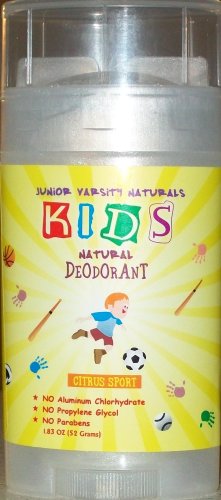 JUNIOR VARSITY NATURALS
KIDS
NATURAL
DEODORANT
CITRUS SPORT
★ NO Aluminum Chlorhydrate
★ NO Propylene Glycol
★ NO Parabens
1.83 OZ (52 Grams)